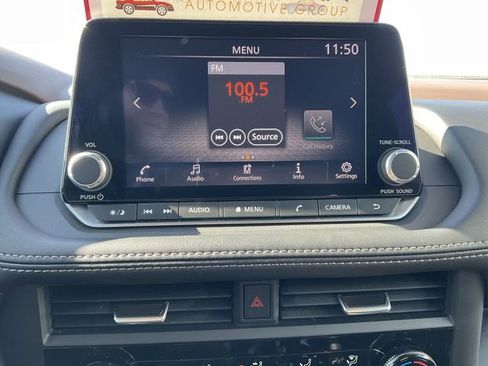 AUTOMOTIVE GROUP
MENU
11:50
FM
100.5
FM
Source
Call History
VOL
TUNE·SCROLL
Phone
Audio
Connections
Info
Settings
PUSH
PUSH SOUND
AUDIO
MENU
CAMERA